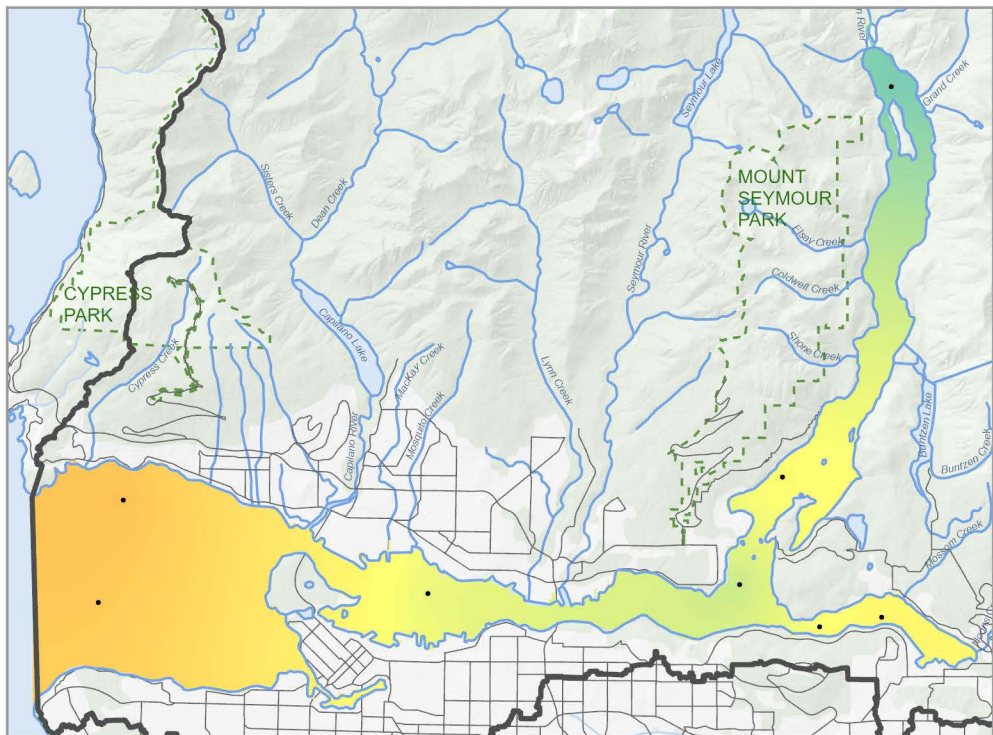 n River
Grand Creek
Seymour Lake
MOUNT
SEYMOUR
PARK
Sisters Creek
Dean Creek
Elsay Creek
Seymour River
Coldwell Creek
CYPRESS
PARK
Capilano Lake
Shone Creek
Cypress Creek
MacKay Creek
Lynn Creek
Mosquito Creek
Buntzen Lake
Capilano River
Buntzen Creek
Mossom Creek